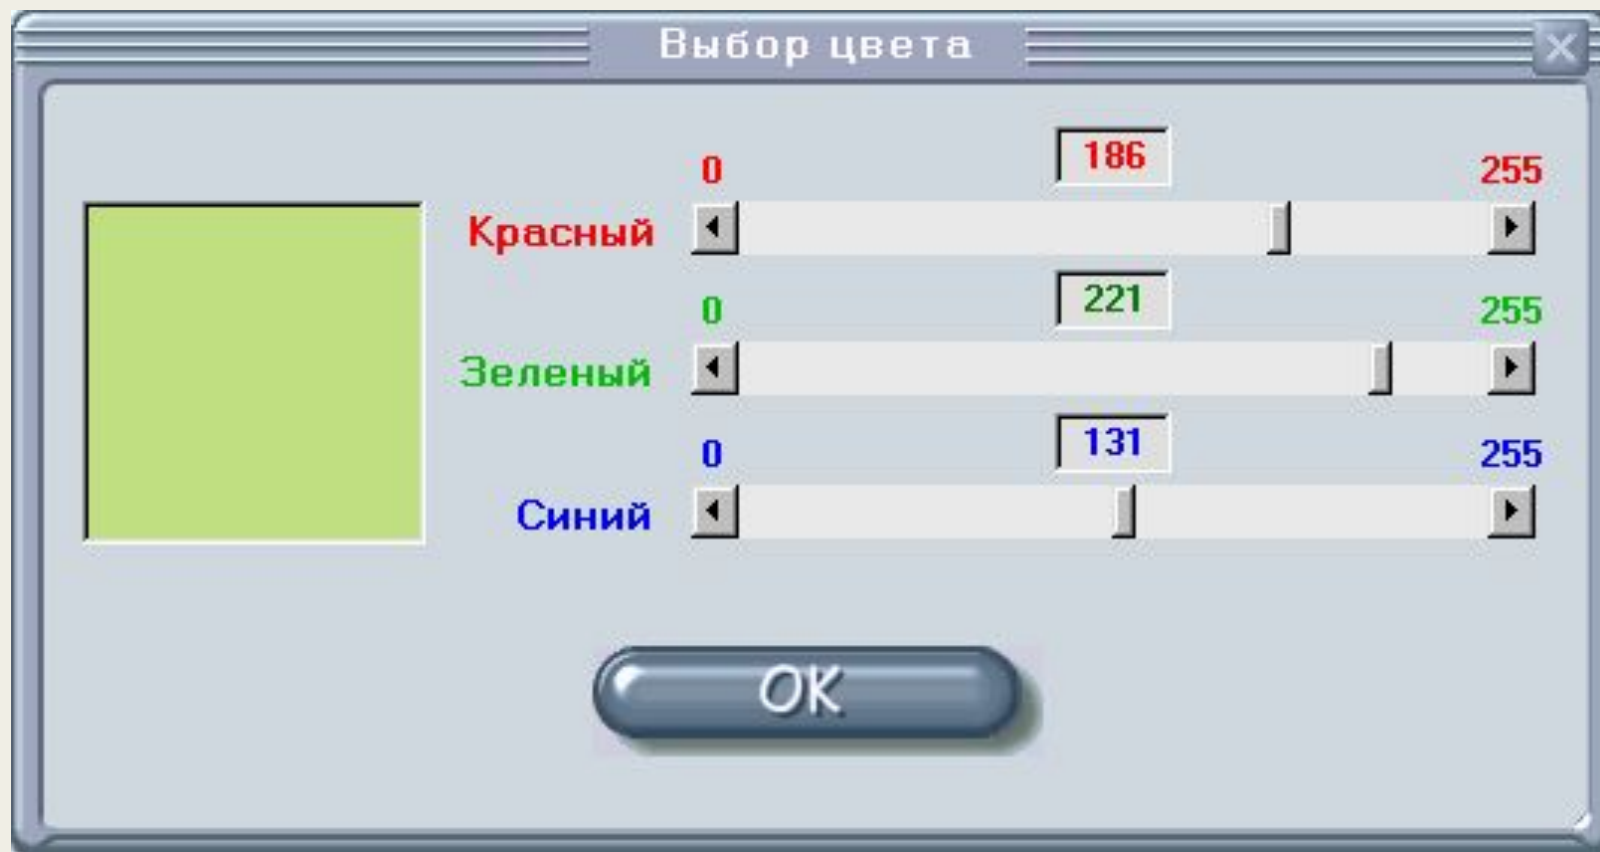 Выбор цвета
186
0 255
Красный
221
0 255
Зеленый
131
0 255
Синий
OK